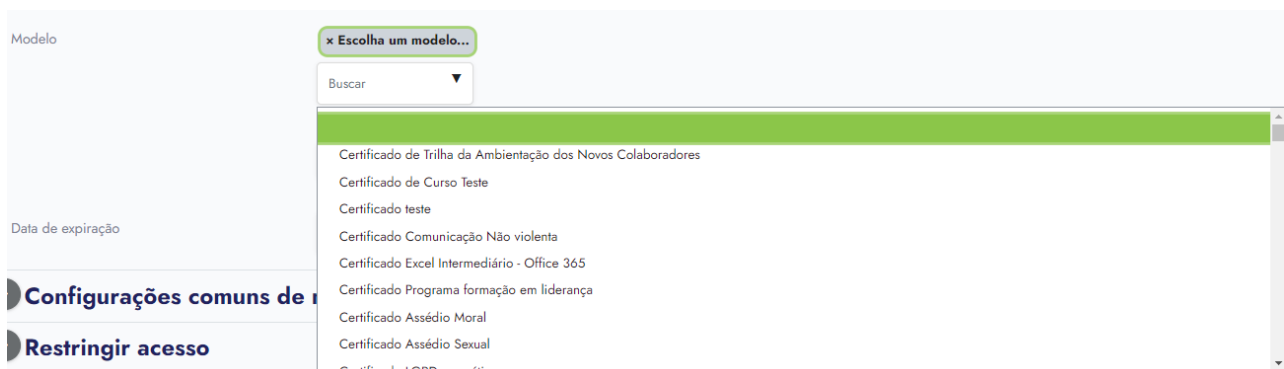 Modelo
× Escolha um modelo...
Buscar
Certificado de Trilha da Ambientação dos Novos Colaboradores
Certificado de Curso Teste
Certificado teste
Certificado Comunicação Não violenta
Data de expiração
Certificado Excel Intermediário - Office 365
Certificado Programa formação em liderança
Configurações comuns de
Certificado Assédio Moral
Certificado Assédio Sexual
Restringir acesso